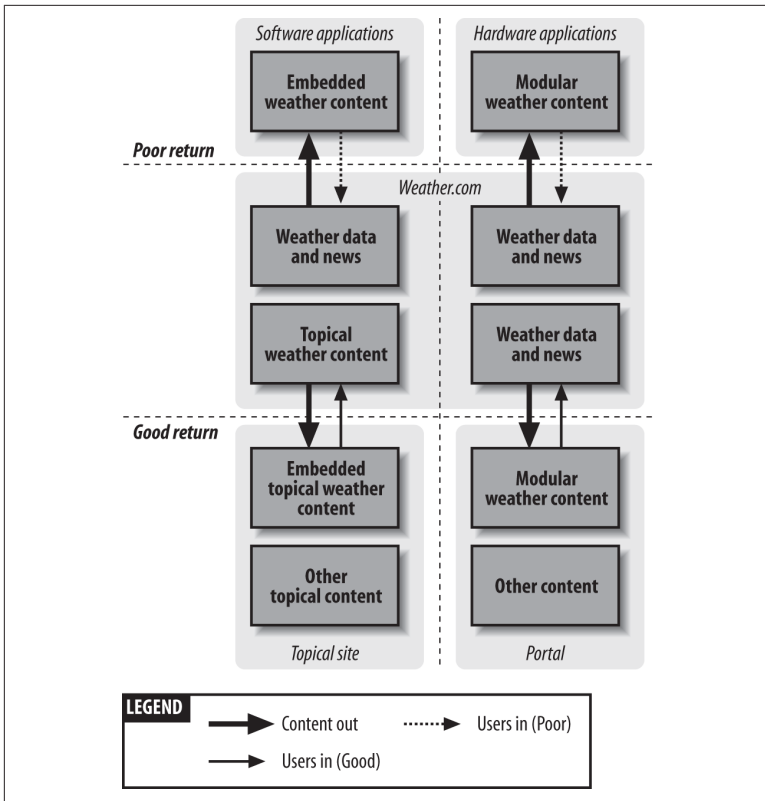 Software applications
Hardware applications
Embedded
weather content
Modular
weather content
Poor return
Weather.com
Weather data
and news
Weather data
and news
Topical
weather content
Weather data
and news
Good return
Embedded
topical weather
content
Modular
weather content
Other
topical content
Other content
Topical site
Portal
LEGEND
Content out
Users in (Poor)
Users in (Good)